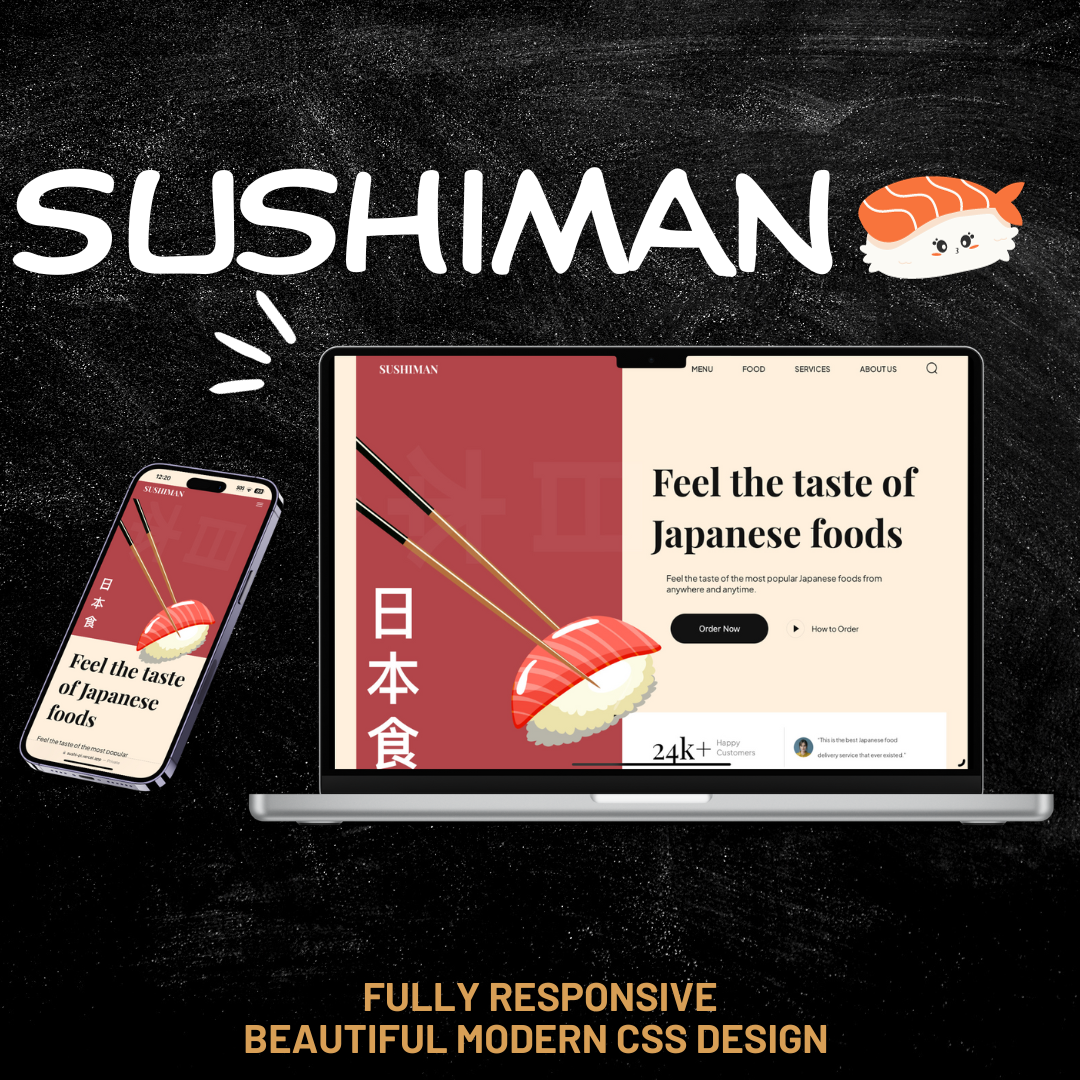 SUSHIMAN
SUSHIMAN
MENU FOOD SERVICES ABOUT US
Feel the taste of
Japanese foods
Feel the taste of the most popular Japanese foods from
anywhere and anytime.
Order Now
How to Order
日
本
食
24k+
Happy
Customers
"This is the best Japanese food
delivery service that ever existed."
12:20
SUSHIMAN
日
本
食
Feel the taste
of Japanese
foods
Feel the taste of the most popular
FULLY RESPONSIVE
BEAUTIFUL MODERN CSS DESIGN